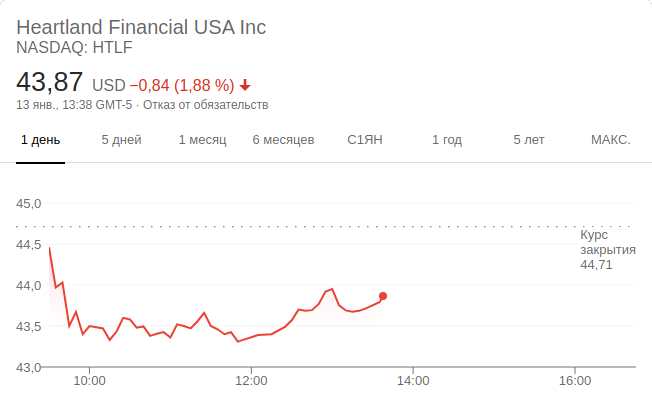 Heartland Financial USA Inc
NASDAQ: HTLF
43,87 USD −0,84 (1,88 %)
13 янв., 13:38 GMT-5 · Отказ от обязательств
1 день 5 дней 1 месяц 6 месяцев С1ЯН 1 год 5 лет МАКС.
45,0
Курс
44,5 закрытия
44,71
44,0
43,5
43,0
10:00 12:00 14:00 16:00